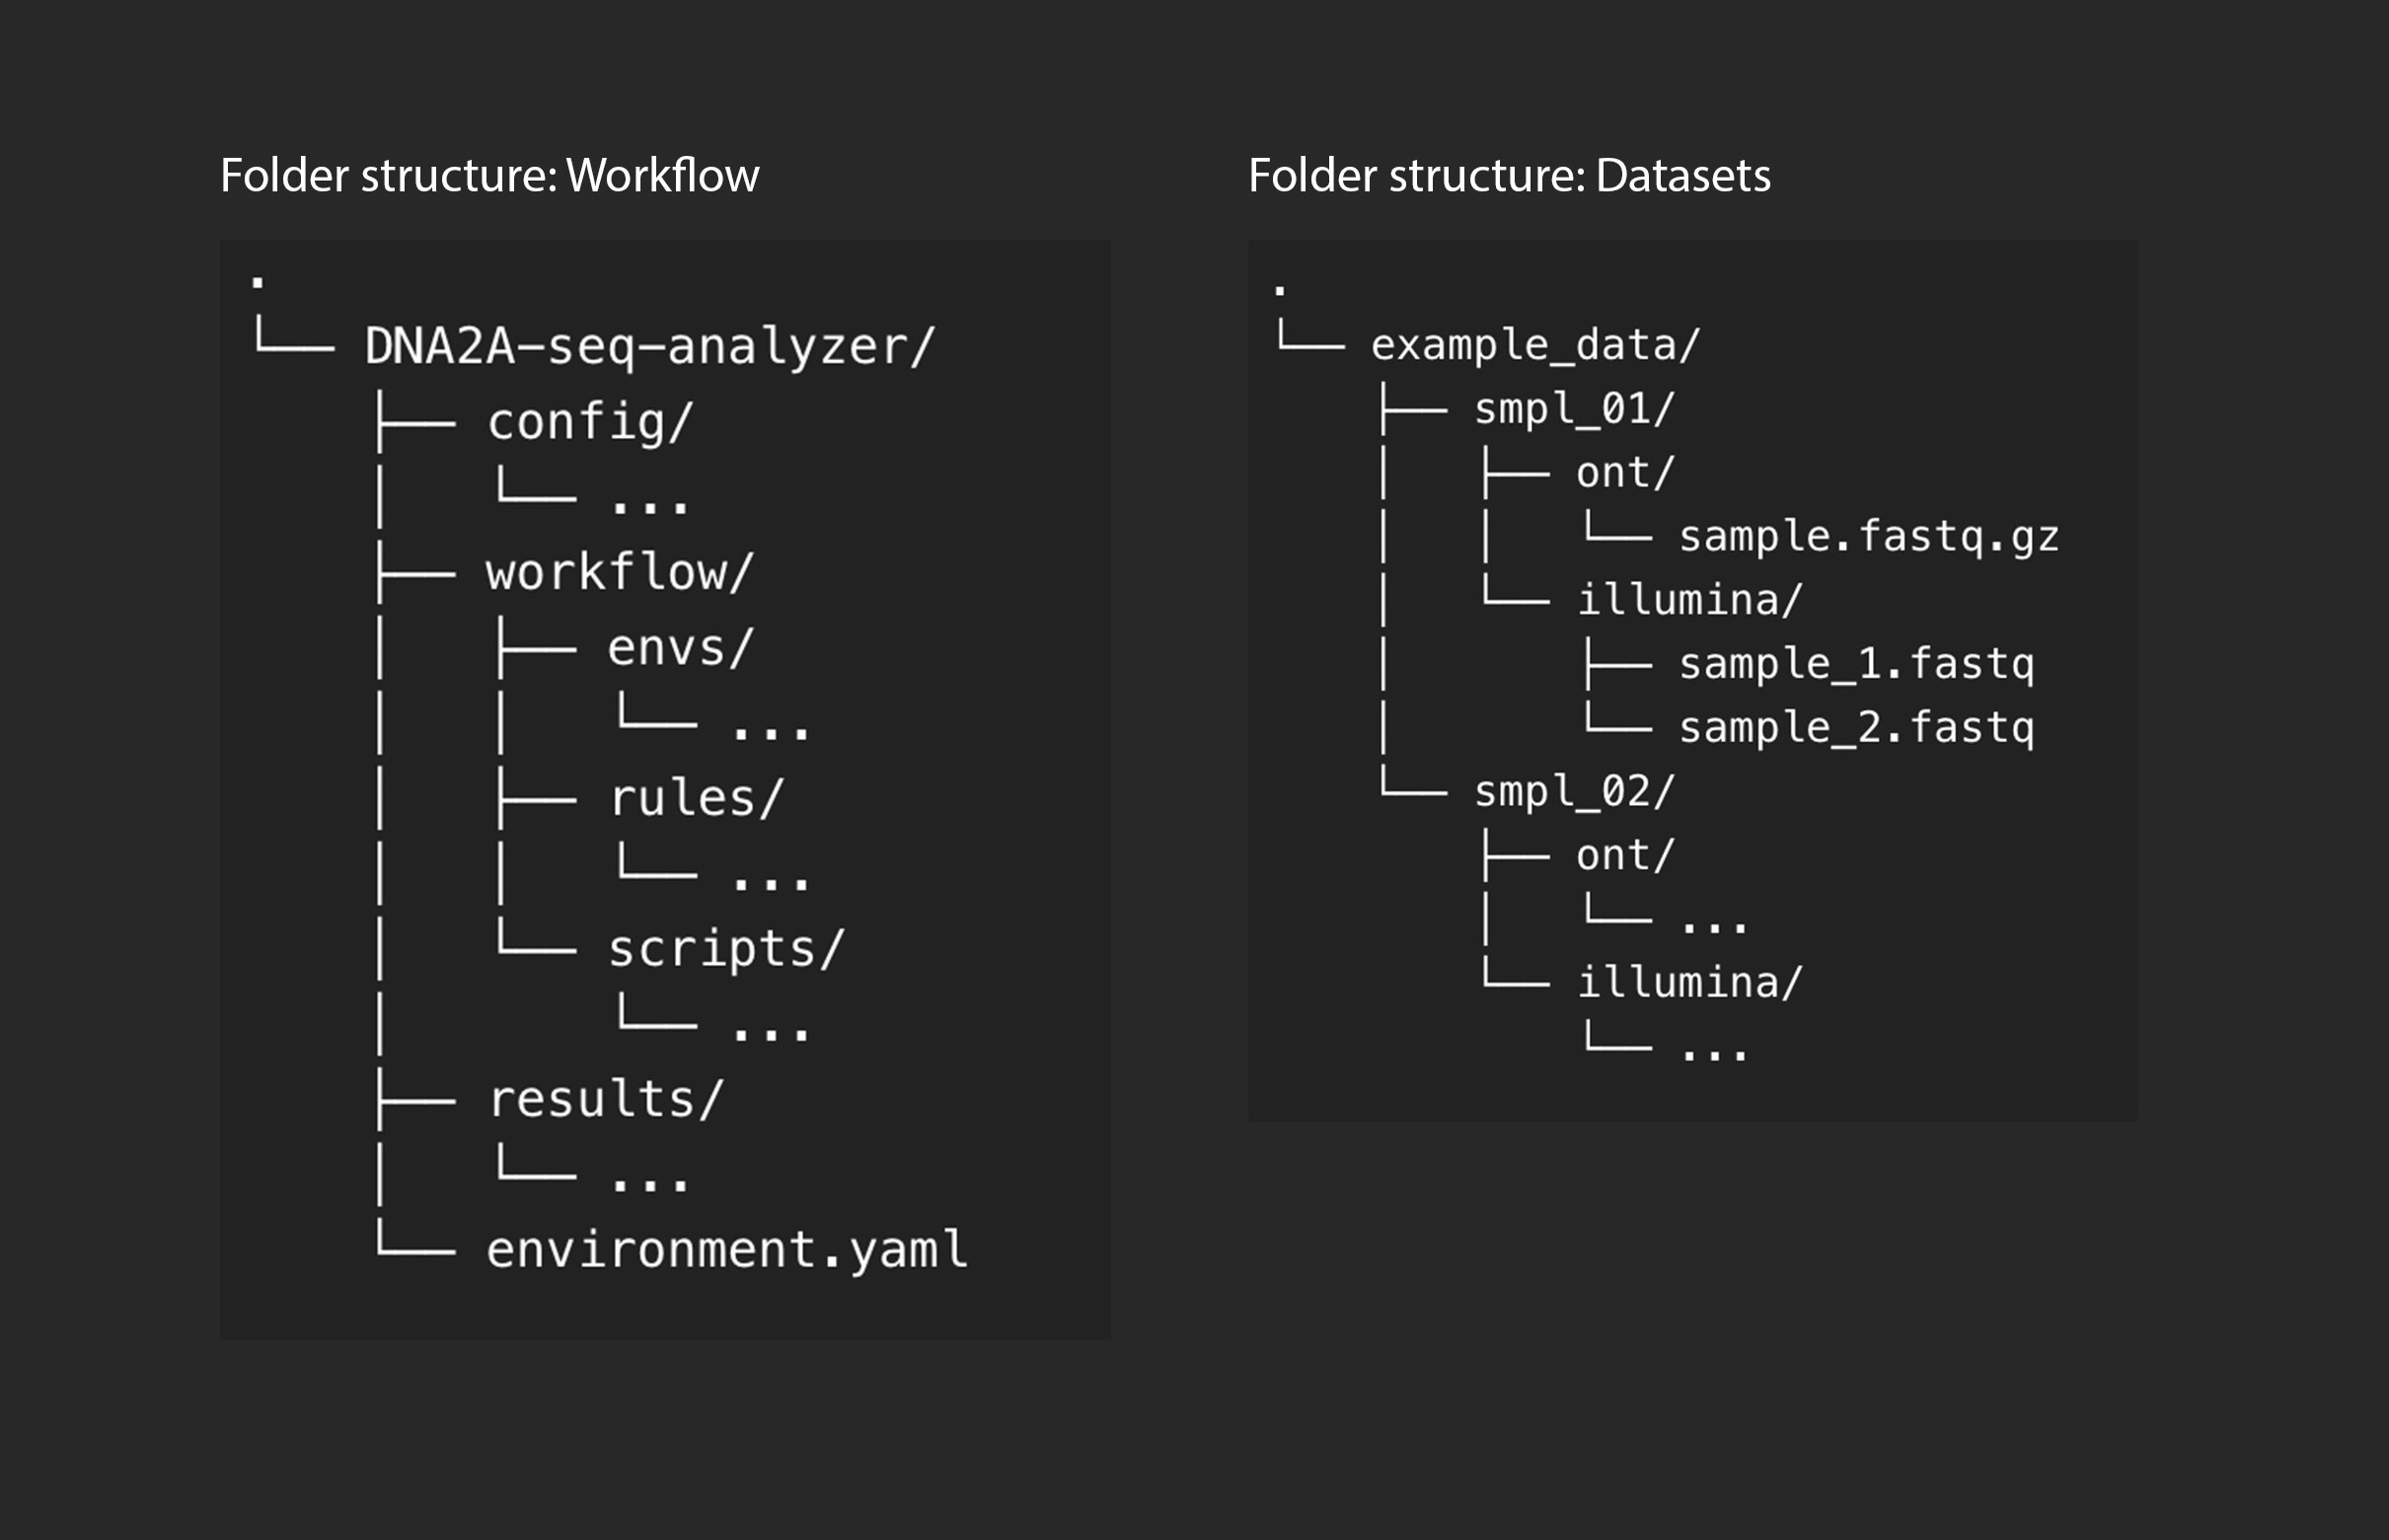 Folder structure: Workflow
.
└── DNA2A-seq-analyzer/
    ├── config/
    │   └── ...
    ├── workflow/
    │   ├── envs/
    │   │   └── ...
    │   ├── rules/
    │   │   └── ...
    │   └── scripts/
    │       └── ...
    ├── results/
    │   └── ...
    └── environment.yaml
Folder structure: Datasets
.
└── example_data/
    ├── smpl_01/
    │   ├── ont/
    │   │   └── sample.fastq.gz
    │   └── illumina/
    │       ├── sample_1.fastq
    │       └── sample_2.fastq
    └── smpl_02/
        ├── ont/
        │   └── ...
        └── illumina/
            └── ...